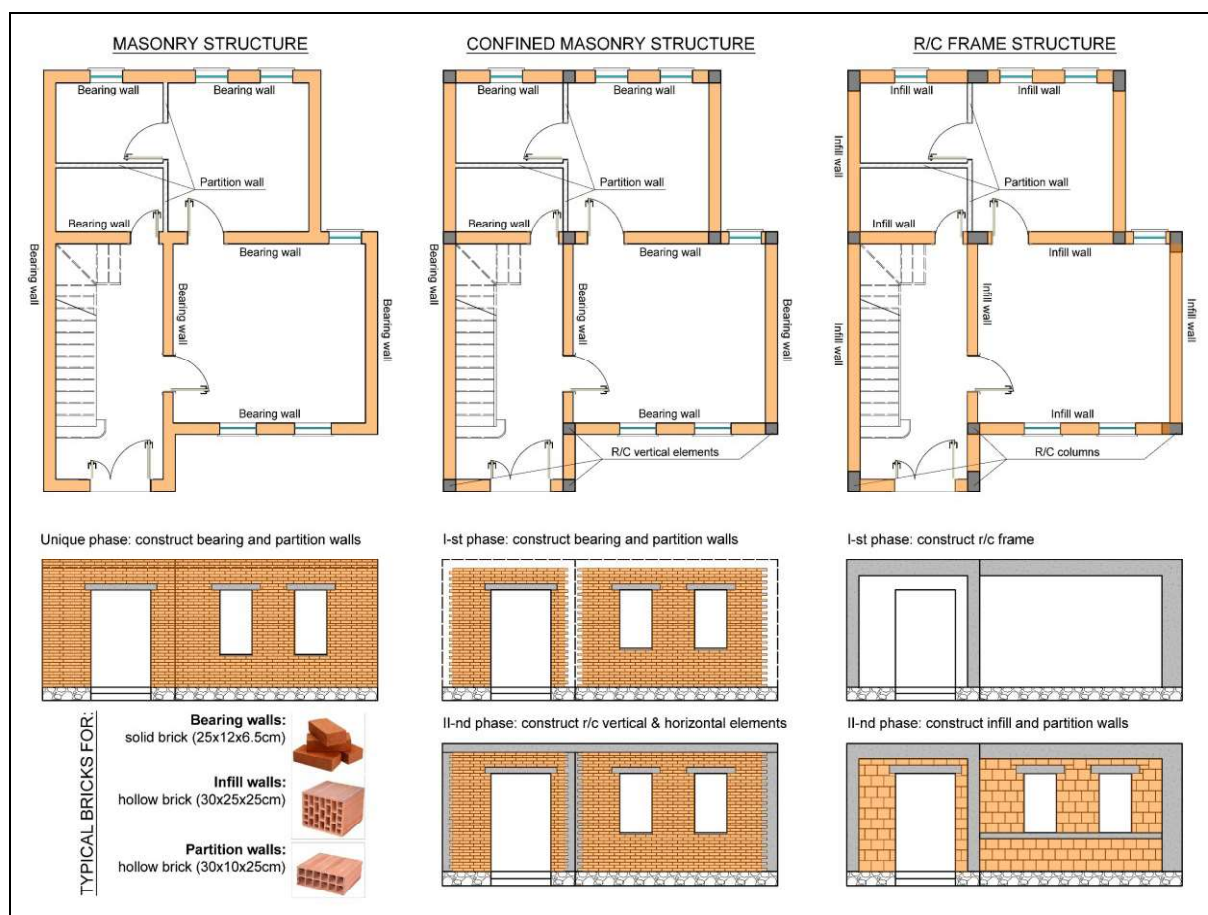 MASONRY STRUCTURE
Bearing wall
Bearing wall
Partition wall
Bearing wall
Bearing wall
Bearing wall
Bearing wall
Bearing wall
Bearing wall
CONFINED MASONRY STRUCTURE
Bearing wall
Bearing wall
Partition wall
Bearing wall
Bearing wall
Bearing wall
Bearing wall
Bearing wall
Bearing wall
R/C vertical elements
R/C FRAME STRUCTURE
Infill wall
Infill wall
Infill wall
Partition wall
Infill wall
Infill wall
Infill wall
Infill wall
Infill wall
Infill wall
R/C columns
Unique phase: construct bearing and partition walls
I-st phase: construct bearing and partition walls
I-st phase: construct r/c frame
TYPICAL BRICKS FOR:
Bearing walls:
solid brick (25x12x6.5cm)
Infill walls:
hollow brick (30x25x25cm)
Partition walls:
hollow brick (30x10x25cm)
II-nd phase: construct r/c vertical & horizontal elements
II-nd phase: construct infill and partition walls